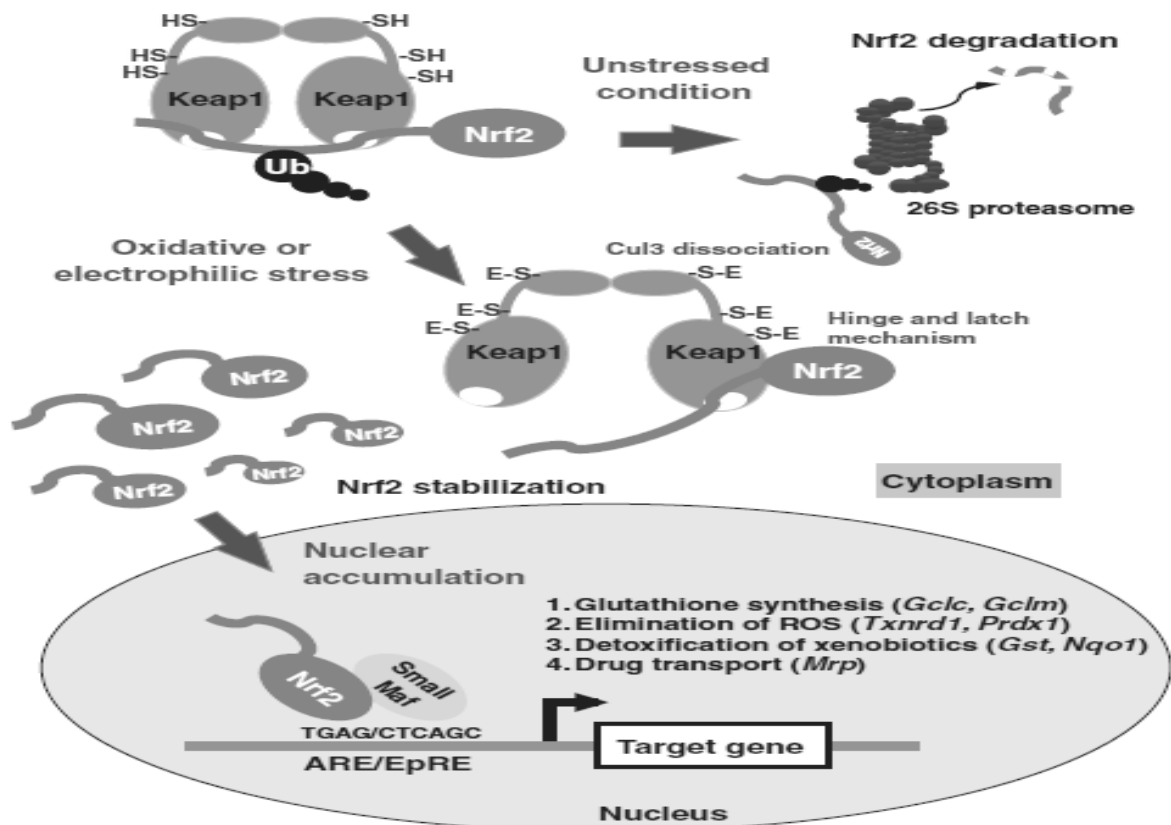 HS-
-SH
HS-
-SH
HS-
-SH
Keap1
Keap1
Nrf2
Ub
Unstressed
condition
Nrf2 degradation
26S proteasome
Nrf2
Oxidative or
electrophilic stress
Cul3 dissociation
E-S-
-S-E
E-S-
-S-E
E-S-
-S-E
Keap1
Keap1
Nrf2
Hinge and latch
mechanism
Nrf2
Nrf2
Nrf2
Nrf2
Nrf2
Nrf2 stabilization
Cytoplasm
Nuclear
accumulation
1. Glutathione synthesis (Gclc, Gclm)
2. Elimination of ROS (Txnrd1, Prdx1)
3. Detoxification of xenobiotics (Gst, Nqo1)
4. Drug transport (Mrp)
Nrf2
Small
Maf
TGAG/CTCAGC
ARE/EpRE
Target gene
Nucleus